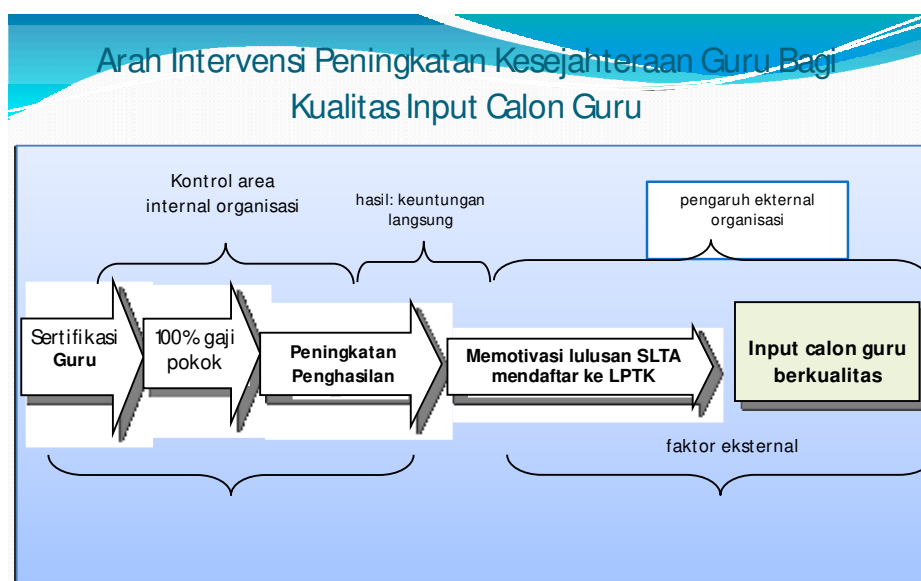 Arah Intervensi Peningkatan Kesejahteraan Guru Bagi
Kualitas Input Calon Guru
Kontrol area
internal organisasi
hasil: keuntungan
langsung
pengaruh ekternal
organisasi
Sertifikasi
Guru
100% gaji
pokok
Peningkatan
Penghasilan
Memotivasi lulusan SLTA
mendaftar ke LPTK
Input calon guru
berkualitas
faktor eksternal